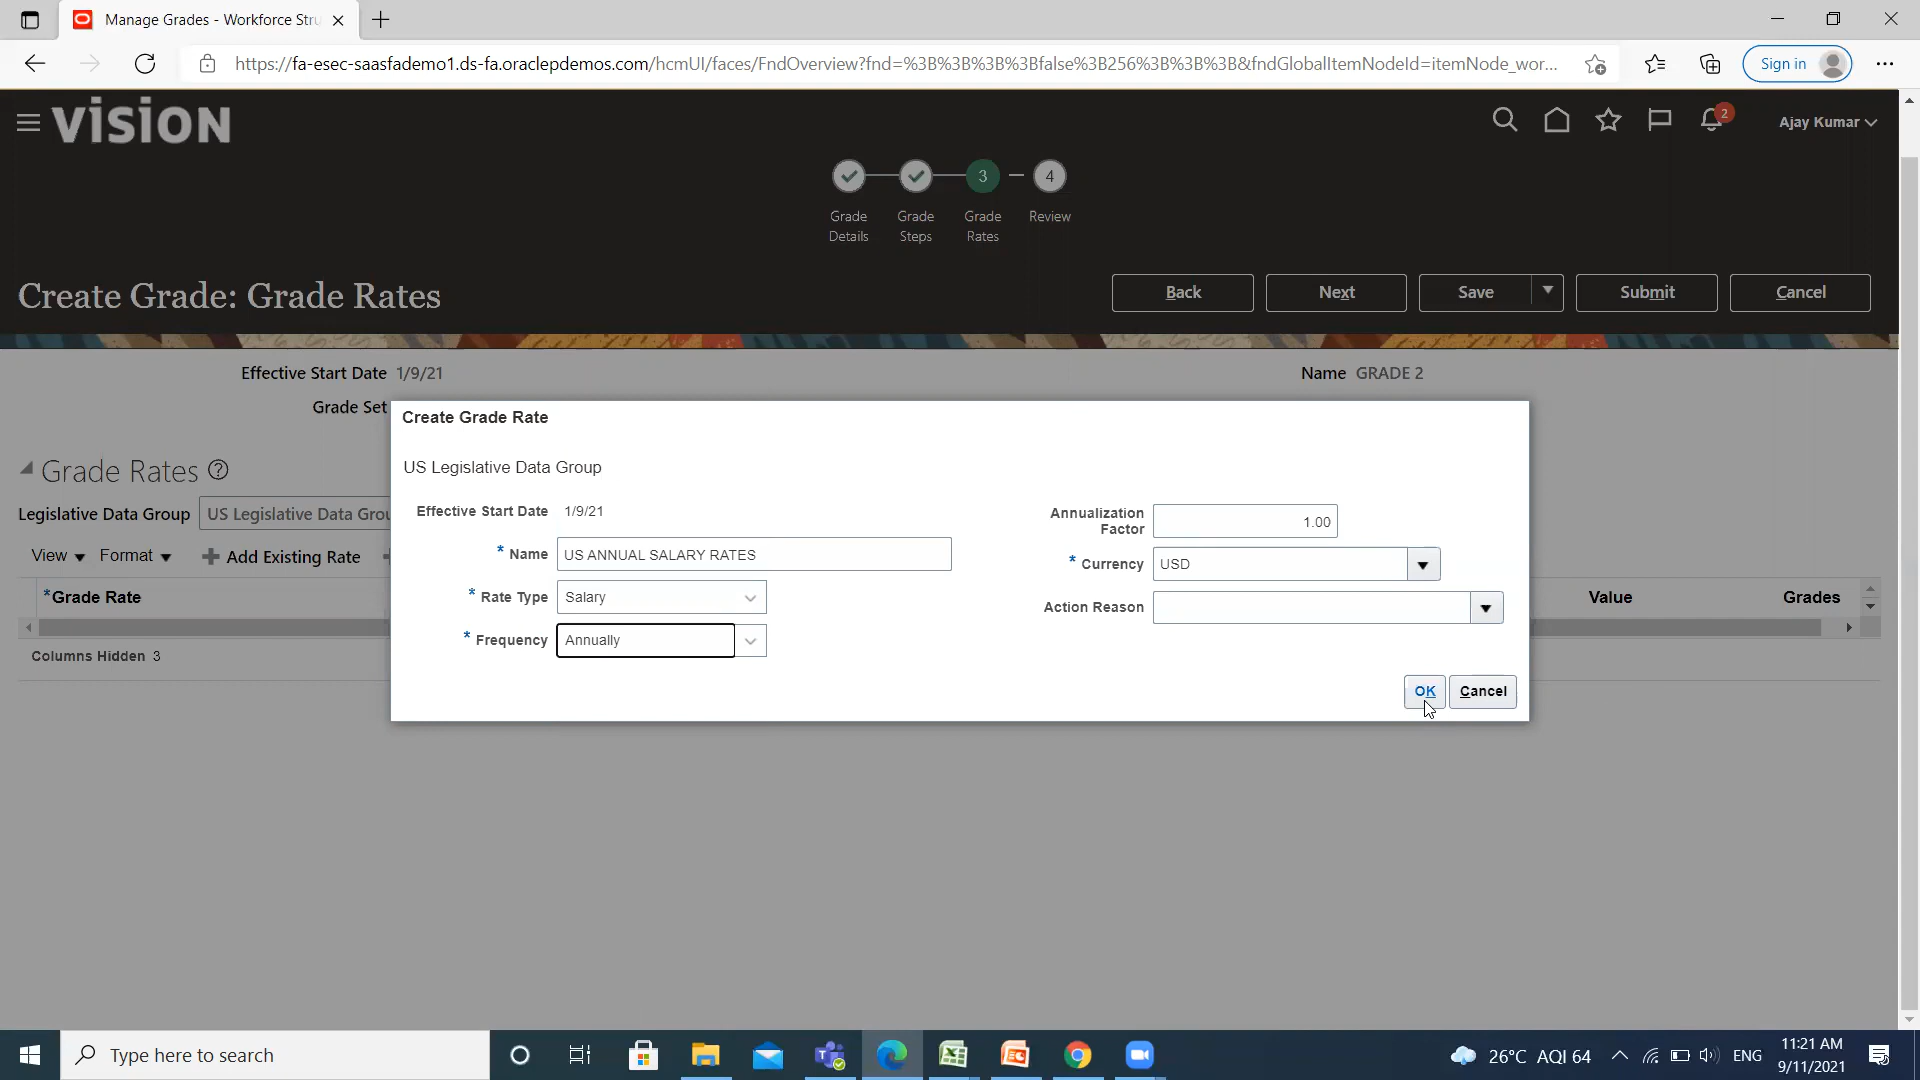 Manage Grades - Workforce Stru
https://fa-esec-saasfademo1.ds-fa.oraclepdemos.com/hcmUI/faces/FndOverview?fnd=%3B%3B%3B%3Bfalse%3B256%3B%3B%3B&fndGlobalItemNodeId=itemNode_wor...
Sign in
VISION
2
Ajay Kumar
3
4
Grade Details
Grade Steps
Grade Rates
Review
Create Grade: Grade Rates
Back
Next
Save
Submit
Cancel
Effective Start Date 1/9/21
Name GRADE 2
Grade Set
Create Grade Rate
Grade Rates
US Legislative Data Group
Legislative Data Group US Legislative Data Grou
Effective Start Date 1/9/21
Annualization Factor 1.00
* Name US ANNUAL SALARY RATES
* Currency USD
View Format Add Existing Rate
* Rate Type Salary
Action Reason
*Grade Rate
Value
Grades
* Frequency Annually
Columns Hidden 3
OK
Cancel
Type here to search
26°C AQI 64
ENG
11:21 AM
9/11/2021